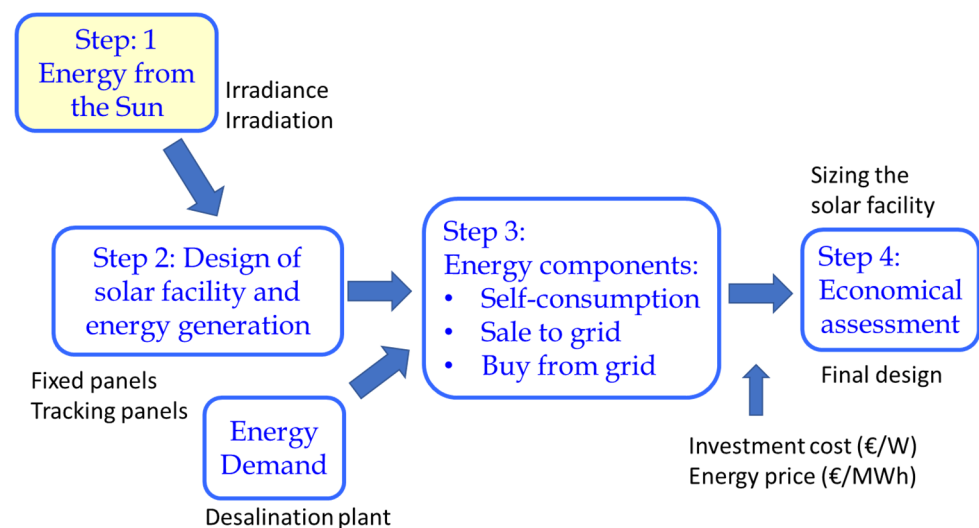 Step: 1
Energy from
the Sun
Irradiance
Irradiation
Step 2: Design of
solar facility and
energy generation
Fixed panels
Tracking panels
Energy
Demand
Desalination plant
Step 3:
Energy components:
• Self-consumption
• Sale to grid
• Buy from grid
Sizing the
solar facility
Step 4:
Economical
assessment
Final design
Investment cost (€/W)
Energy price (€/MWh)